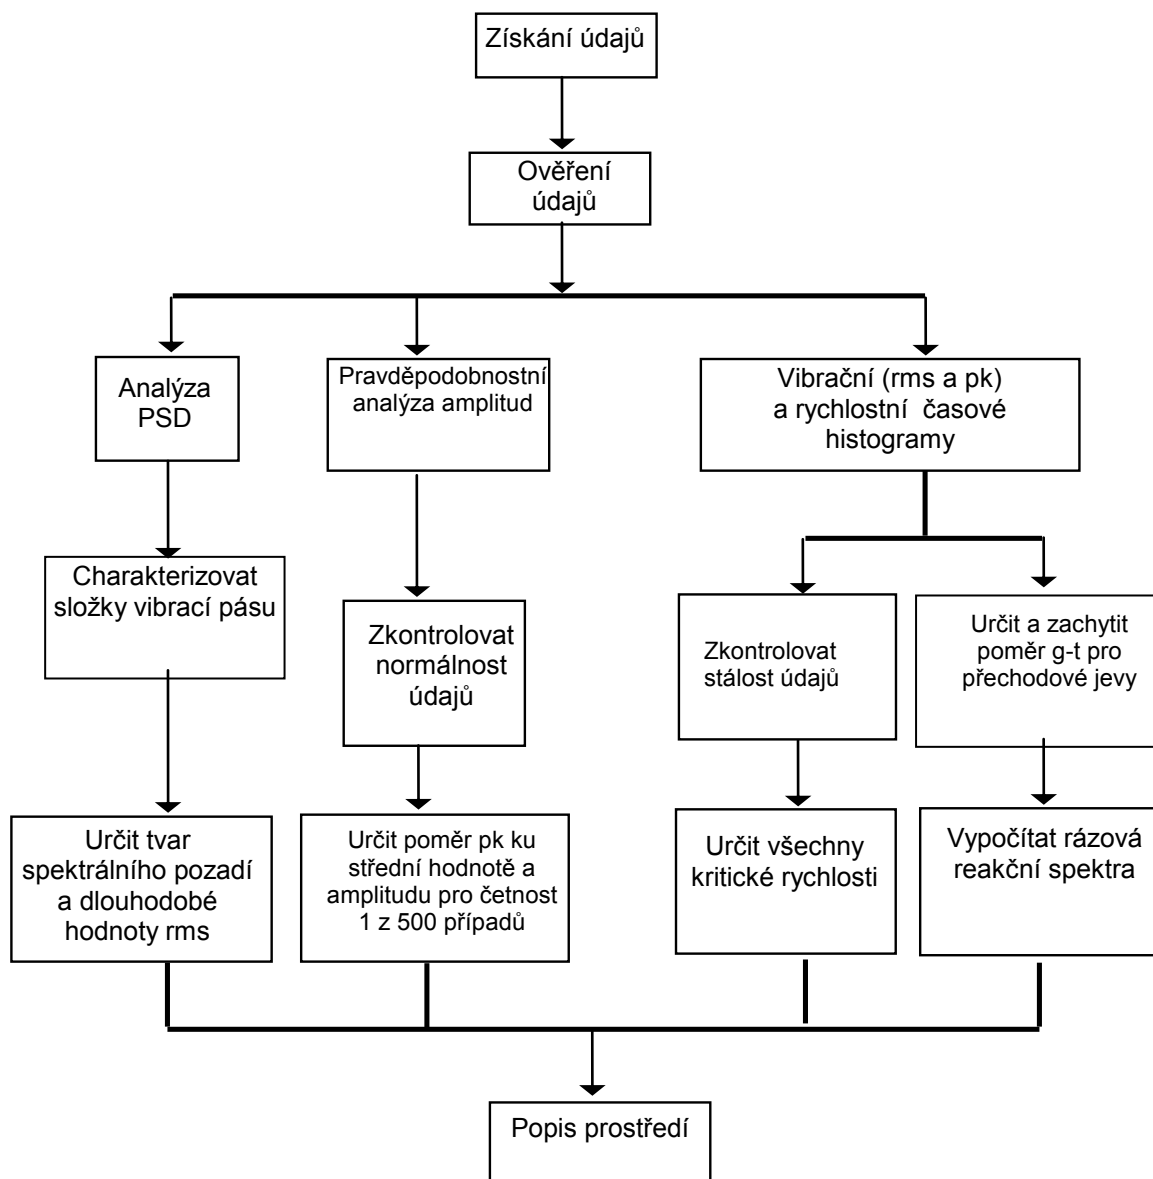 Získání údajů
Ověření
údajů
Analýza
PSD
Pravděpodobnostní
analýza amplitud
Vibrační (rms a pk)
a rychlostní časové
histogramy
Charakterizovat
složky vibrací pásu
Zkontrolovat
normálnost
údajů
Zkontrolovat
stálost údajů
Určit a zachytit
poměr g-t pro
přechodové jevy
Určit tvar
spektrálního pozadí
a dlouhodobé
hodnoty rms
Určit poměr pk ku
střední hodnotě a
amplitudu pro četnost
1 z 500 případů
Určit všechny
kritické rychlosti
Vypočítat rázová
reakční spektra
Popis prostředí